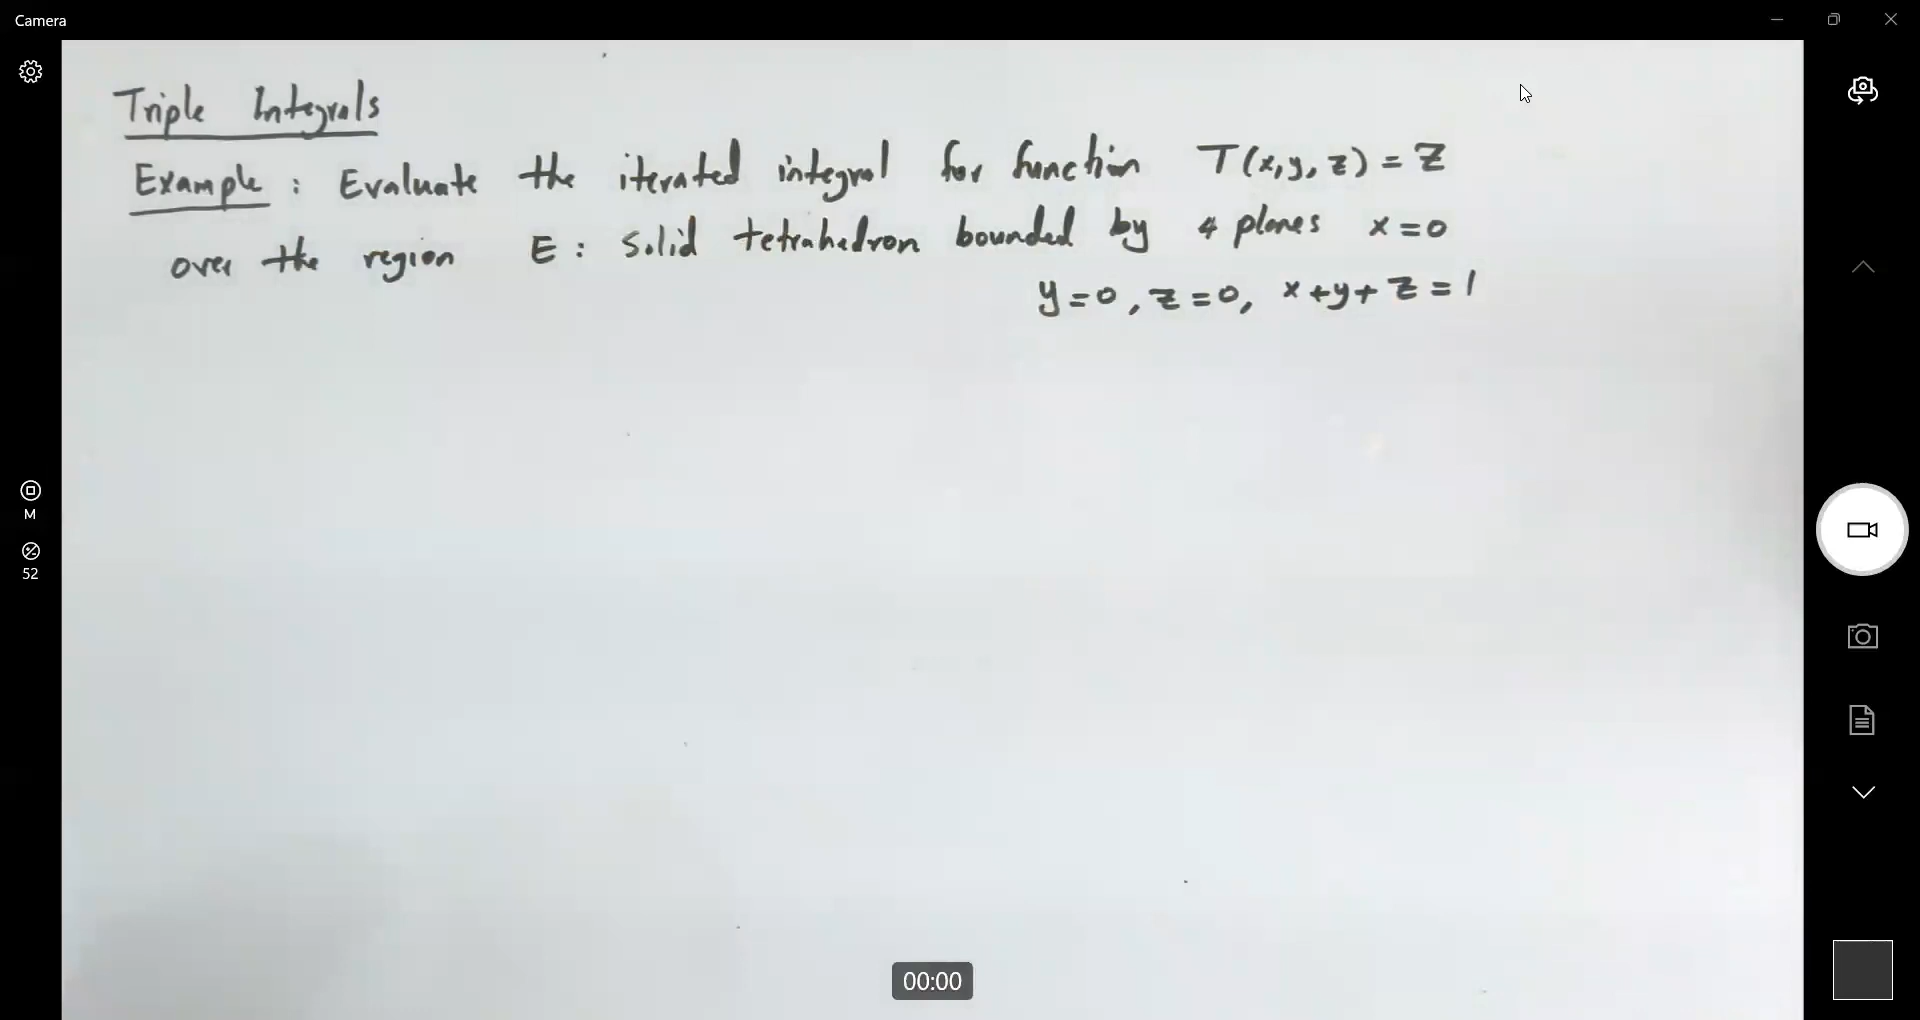 Camera
Triple Integrals
Example : Evaluate the iterated integral for function T(x,y,z) = z
over the region E : solid tetrahedron bounded by 4 planes x=0
y=0, z=0, x+y+z=1
M
52
00:00